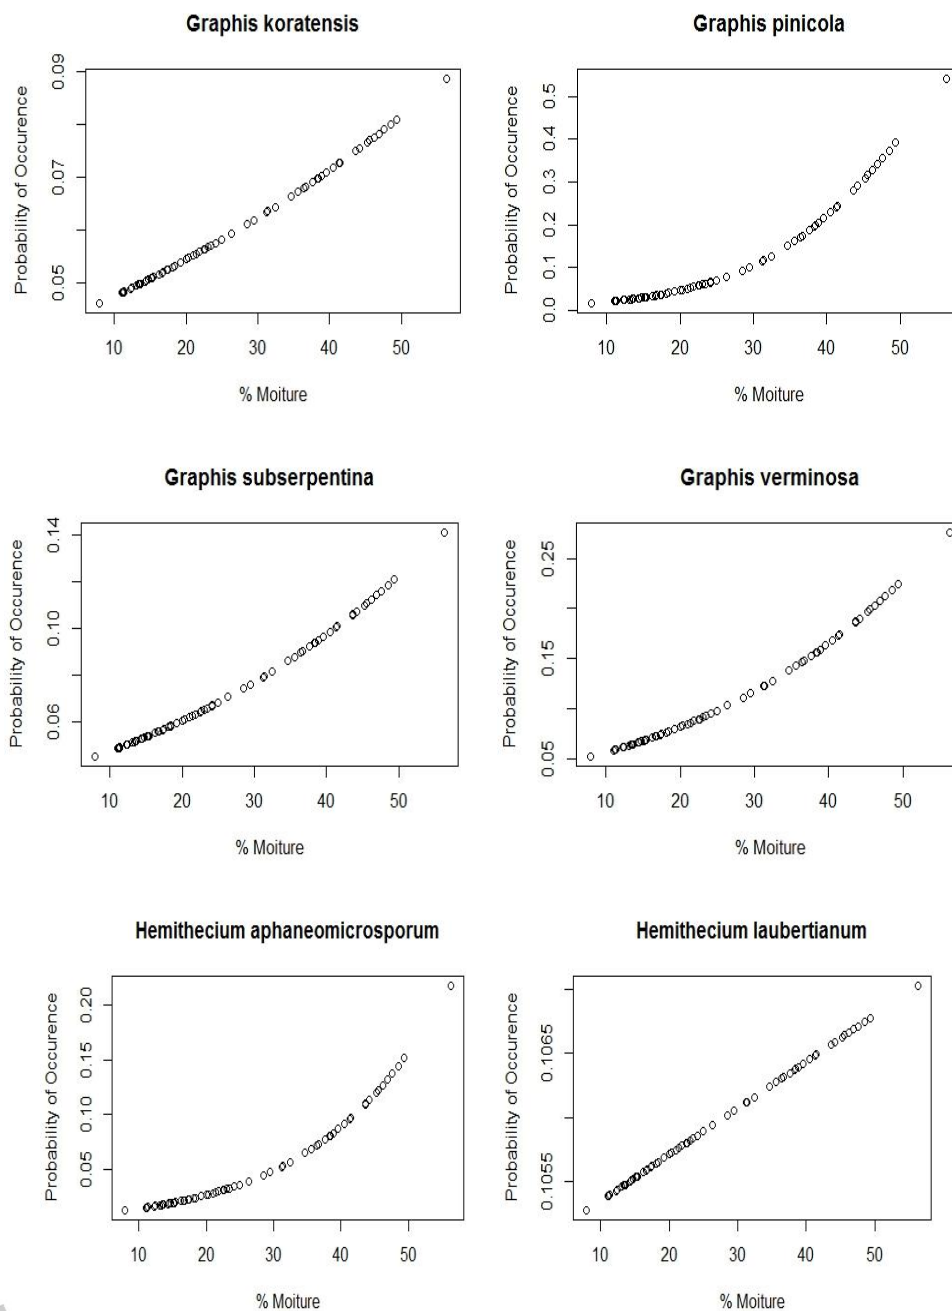 Graphis koratensis
Graphis pinicola
Probability of Occurence
0.05 0.07 0.09
10 20 30 40 50
% Moiture
Probability of Occurence
0.0 0.1 0.2 0.3 0.4 0.5
10 20 30 40 50
% Moiture
Graphis subserpentina
Graphis verminosa
Probability of Occurence
0.06 0.10 0.14
10 20 30 40 50
% Moiture
Probability of Occurence
0.05 0.15 0.25
10 20 30 40 50
% Moiture
Hemithecium aphaneomicrosporum
Hemithecium laubertianum
Probability of Occurence
0.05 0.10 0.15 0.20
10 20 30 40 50
% Moiture
Probability of Occurence
0.1055 0.1065
10 20 30 40 50
% Moiture